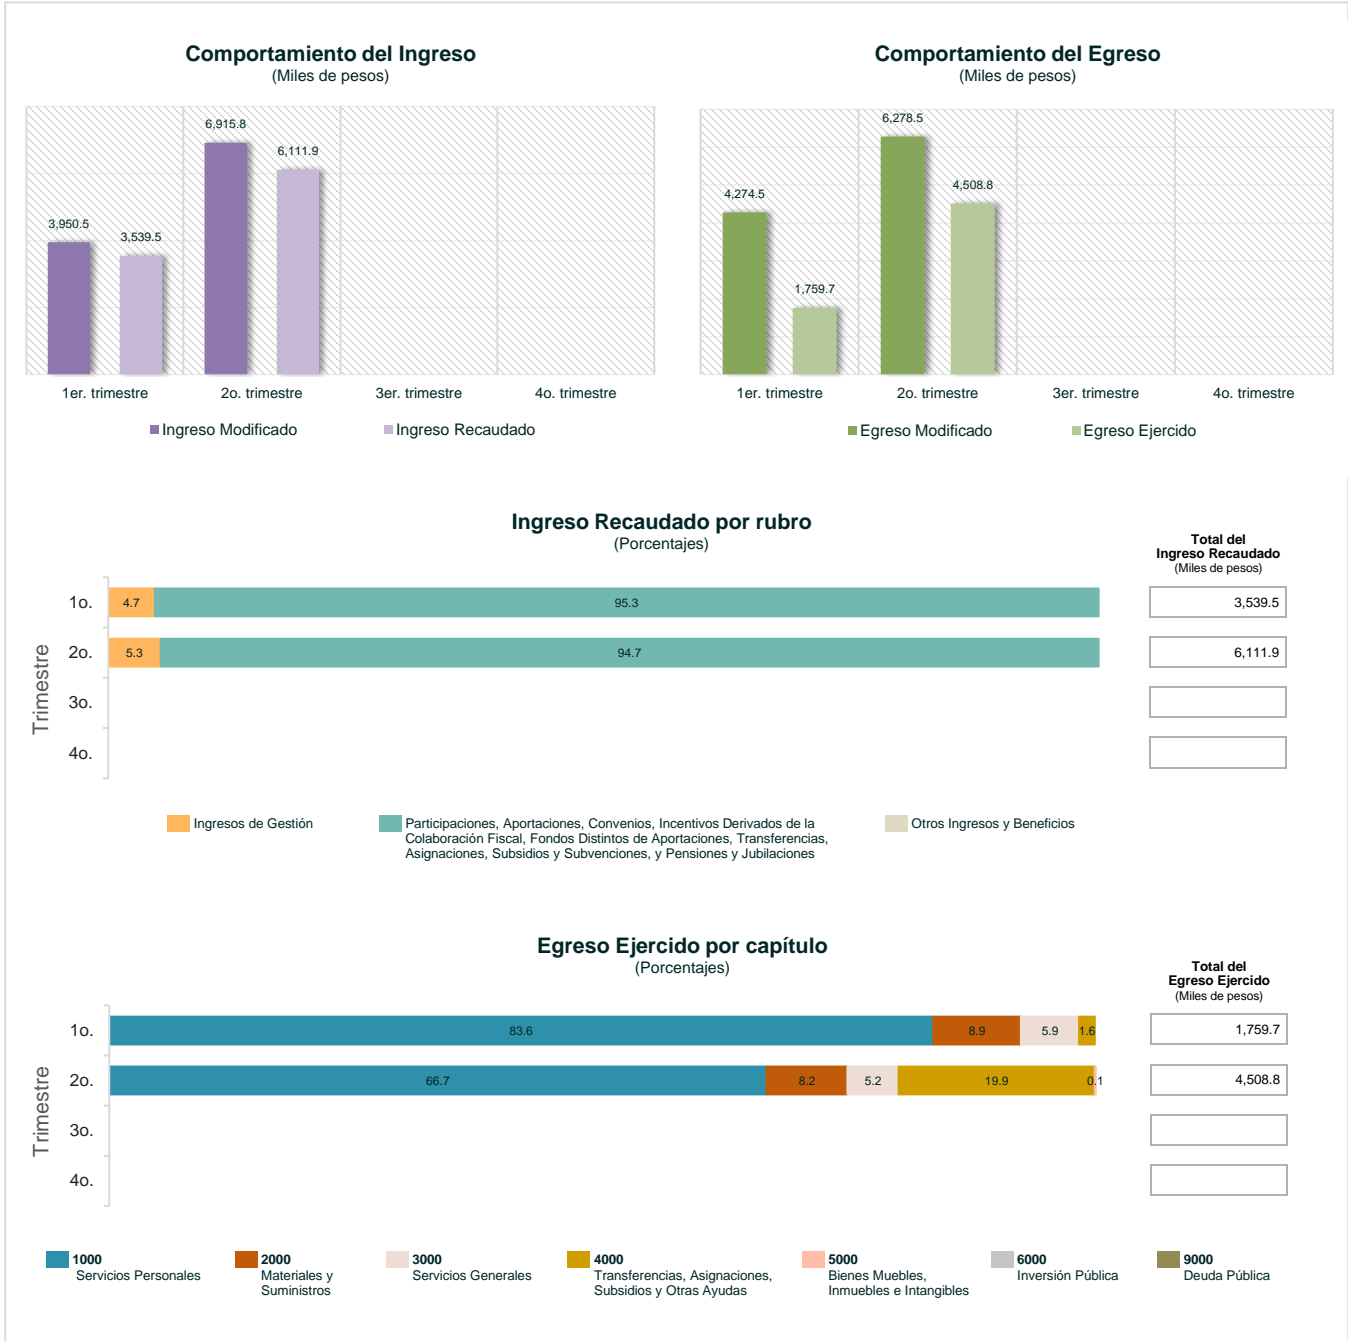 Comportamiento del Ingreso
(Miles de pesos)
6,915.8
6,111.9
3,950.5
3,539.5
1er. trimestre
2o. trimestre
3er. trimestre
4o. trimestre
Ingreso Modificado
Ingreso Recaudado
Comportamiento del Egreso
(Miles de pesos)
6,278.5
4,508.8
4,274.5
1,759.7
1er. trimestre
2o. trimestre
3er. trimestre
4o. trimestre
Egreso Modificado
Egreso Ejercido
Ingreso Recaudado por rubro
(Porcentajes)
Total del
Ingreso Recaudado
(Miles de pesos)
Trimestre
1o.
4.7
95.3
3,539.5
2o.
5.3
94.7
6,111.9
3o.
4o.
Ingresos de Gestión
Participaciones, Aportaciones, Convenios, Incentivos Derivados de la
Colaboración Fiscal, Fondos Distintos de Aportaciones, Transferencias,
Asignaciones, Subsidios y Subvenciones, y Pensiones y Jubilaciones
Otros Ingresos y Beneficios
Egreso Ejercido por capítulo
(Porcentajes)
Total del
Egreso Ejercido
(Miles de pesos)
Trimestre
1o.
83.6
8.9
5.9
1.6
1,759.7
2o.
66.7
8.2
5.2
19.9
0.1
4,508.8
3o.
4o.
1000
Servicios Personales
2000
Materiales y
Suministros
3000
Servicios Generales
4000
Transferencias, Asignaciones,
Subsidios y Otras Ayudas
5000
Bienes Muebles,
Inmuebles e Intangibles
6000
Inversión Pública
9000
Deuda Pública